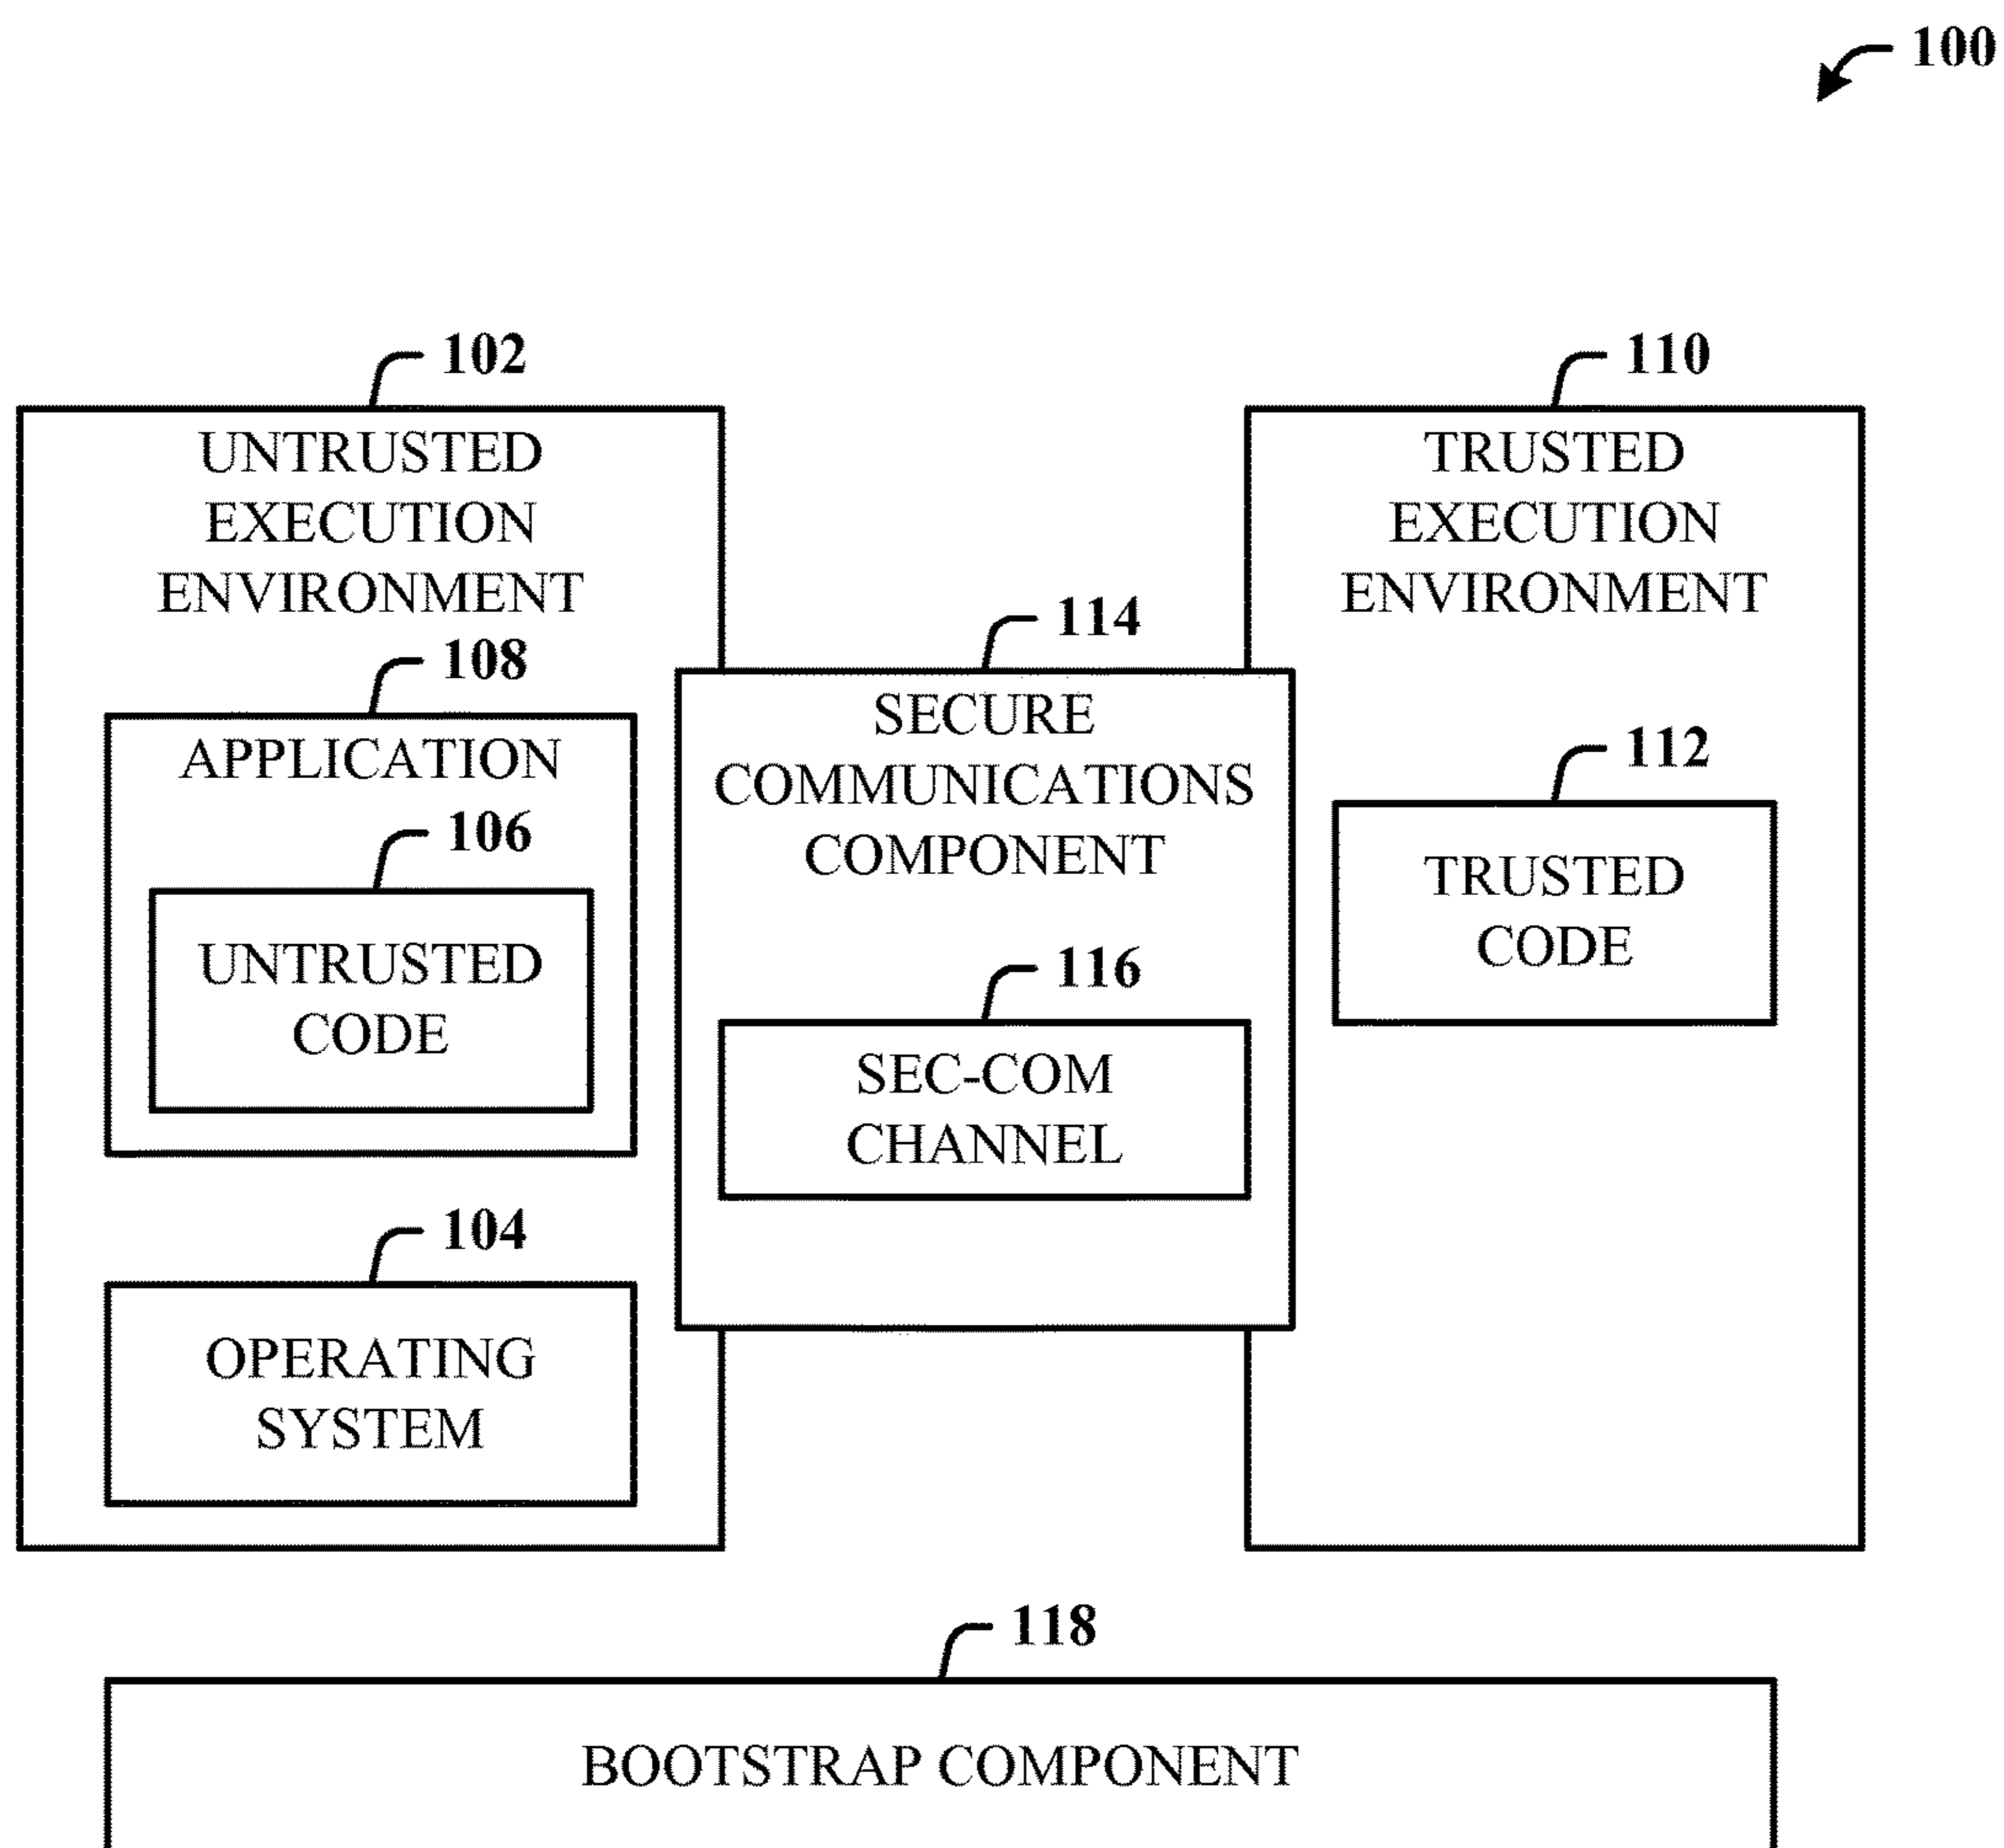 100
102
UNTRUSTED
EXECUTION
ENVIRONMENT
108
APPLICATION
106
UNTRUSTED
CODE
104
OPERATING
SYSTEM
114
SECURE
COMMUNICATIONS
COMPONENT
116
SEC-COM
CHANNEL
110
TRUSTED
EXECUTION
ENVIRONMENT
112
TRUSTED
CODE
118
BOOTSTRAP COMPONENT